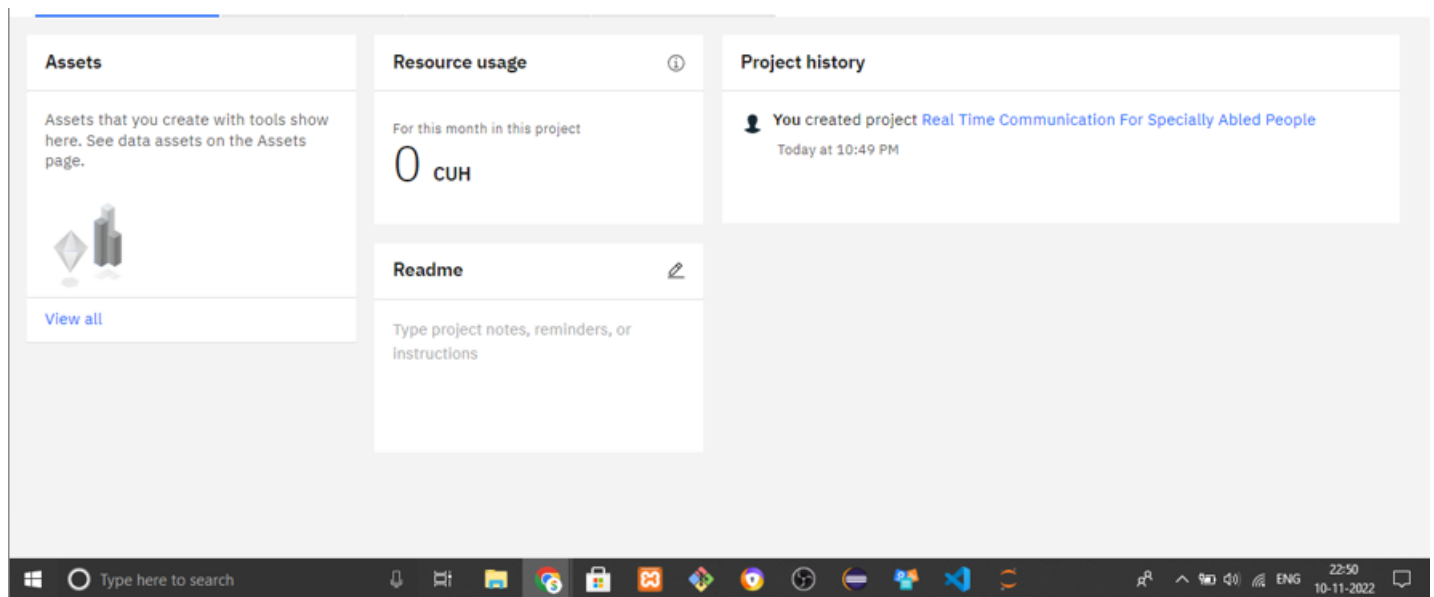 Assets
Assets that you create with tools show
here. See data assets on the Assets
page.
View all
Resource usage
For this month in this project
0 CUH
Readme
Type project notes, reminders, or
instructions
Project history
You created project Real Time Communication For Specially Abled People
Today at 10:49 PM
Type here to search
ENG
22:50
10-11-2022